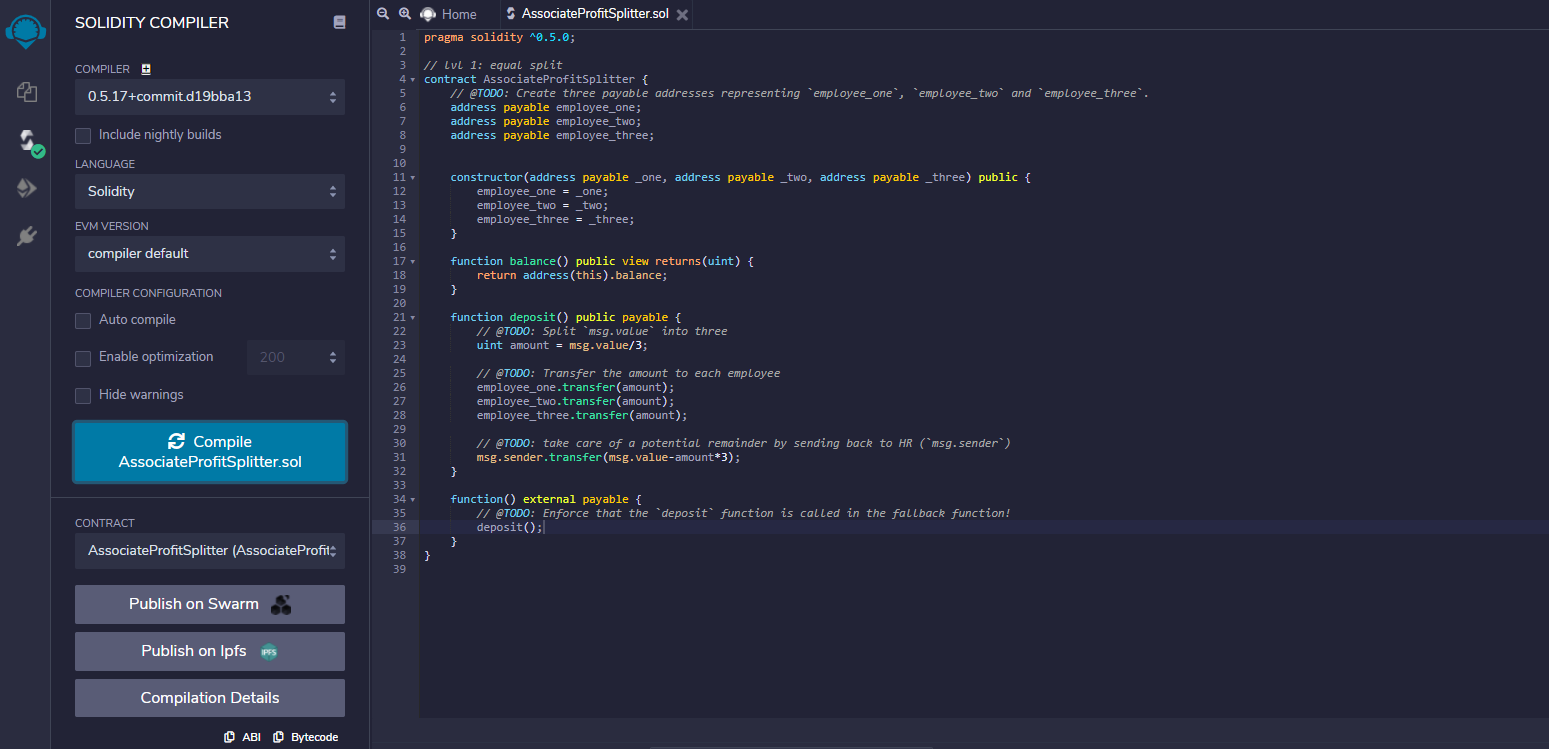 SOLIDITY COMPILER
COMPILER
0.5.17+commit.d19bba13
Include nightly builds
LANGUAGE
Solidity
EVM VERSION
compiler default
COMPILER CONFIGURATION
Auto compile
Enable optimization
200
Hide warnings
Compile
AssociateProfitSplitter.sol
CONTRACT
AssociateProfitSplitter (AssociateProfit
Publish on Swarm
Publish on Ipfs
IPFS
Compilation Details
ABI
Bytecode
Home
AssociateProfitSplitter.sol
1 pragma solidity ^0.5.0;
2
3 // lvl 1: equal split
4 contract AssociateProfitSplitter {
5 // @TODO: Create three payable addresses representing `employee_one`, `employee_two` and `employee_three`.
6 address payable employee_one;
7 address payable employee_two;
8 address payable employee_three;
9
10
11 constructor(address payable _one, address payable _two, address payable _three) public {
12 employee_one = _one;
13 employee_two = _two;
14 employee_three = _three;
15 }
16
17 function balance() public view returns(uint) {
18 return address(this).balance;
19 }
20
21 function deposit() public payable {
22 // @TODO: Split `msg.value` into three
23 uint amount = msg.value/3;
24
25 // @TODO: Transfer the amount to each employee
26 employee_one.transfer(amount);
27 employee_two.transfer(amount);
28 employee_three.transfer(amount);
29
30 // @TODO: take care of a potential remainder by sending back to HR (`msg.sender`)
31 msg.sender.transfer(msg.value-amount*3);
32 }
33
34 function() external payable {
35 // @TODO: Enforce that the `deposit` function is called in the fallback function!
36 deposit();
37 }
38 }
39